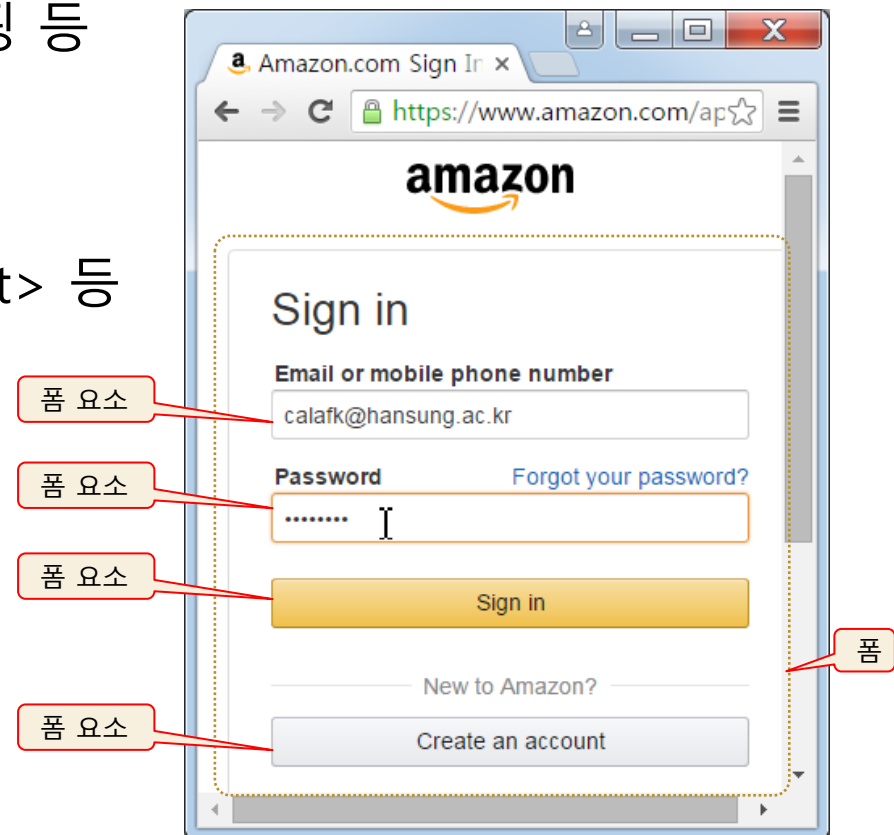 등
Amazon.com Sign In
https://www.amazon.com/ap
amazon
t> 등
Sign in
Email or mobile phone number
폼 요소
calafk@hansung.ac.kr
Password Forgot your password?
폼 요소
••••••••
폼 요소
Sign in
폼
New to Amazon?
폼 요소
Create an account